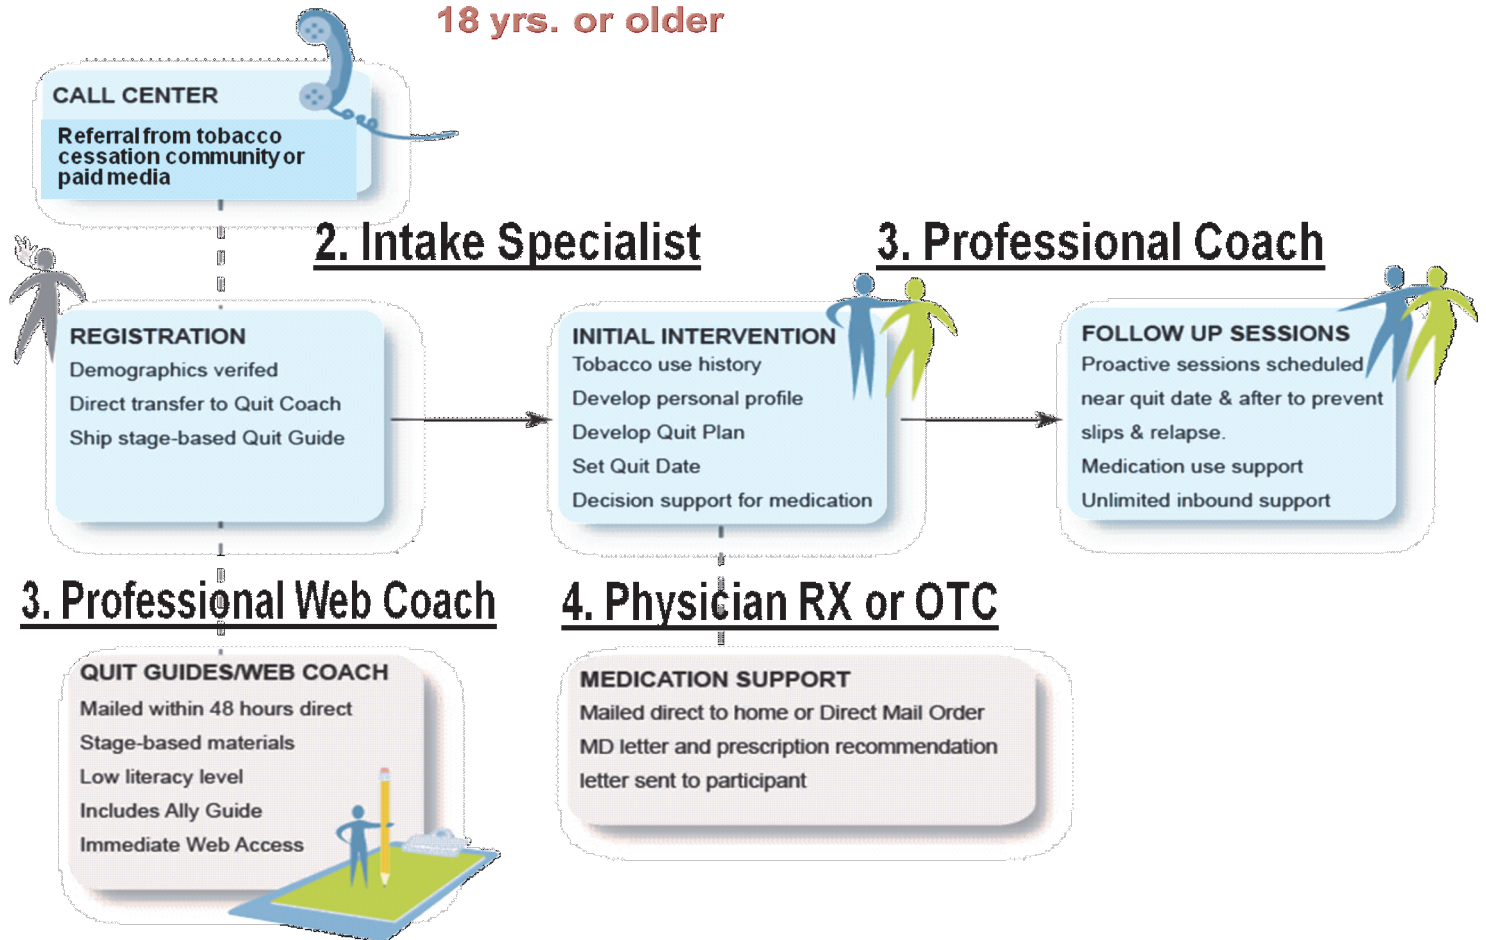 18 yrs. or older
CALL CENTER
Referral from tobacco
cessation community or
paid media
2. Intake Specialist
3. Professional Coach
REGISTRATION
Demographics verifed
Direct transfer to Quit Coach
Ship stage-based Quit Guide
INITIAL INTERVENTION
Tobacco use history
Develop personal profile
Develop Quit Plan
Set Quit Date
Decision support for medication
FOLLOW UP SESSIONS
Proactive sessions scheduled
near quit date & after to prevent
slips & relapse.
Medication use support
Unlimited inbound support
3. Professional Web Coach
4. Physician RX or OTC
QUIT GUIDES/WEB COACH
Mailed within 48 hours direct
Stage-based materials
Low literacy level
Includes Ally Guide
Immediate Web Access
MEDICATION SUPPORT
Mailed direct to home or Direct Mail Order
MD letter and prescription recommendation
letter sent to participant